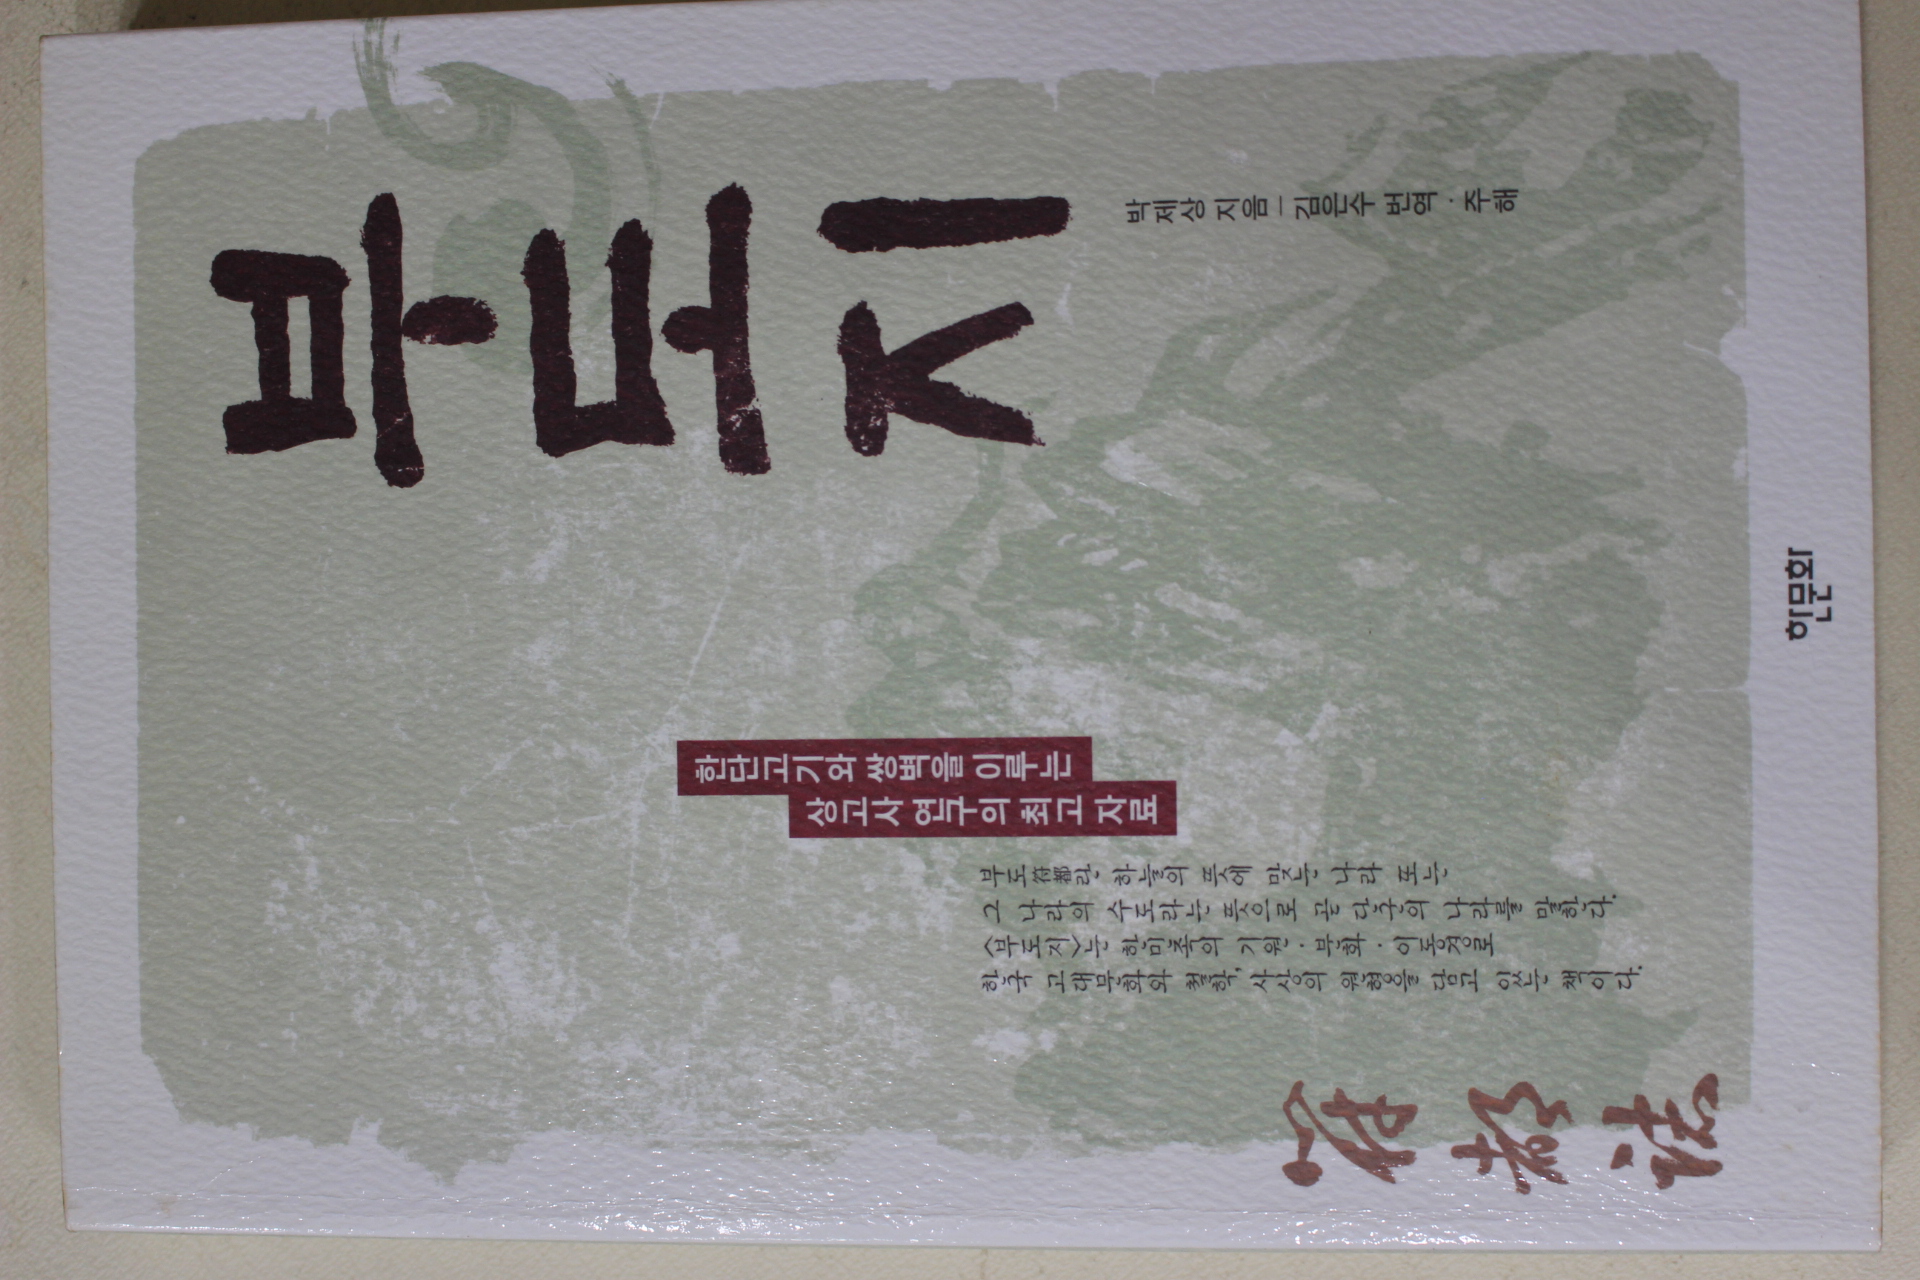 부도지
박제상 지음 | 김은수 번역 · 주해
한단고기와 쌍벽을 이루는
상고사 연구의 최고 자료
부도符都란, 하늘의 뜻에 맞는 나라 또는
그 나라의 수도라는 뜻으로 곧 단군의 나라를 말한다.
〈부도지〉는 한민족의 기원 · 분화 · 이동경로
한국 고대문화와 철학, 사상의 원형을 담고 있는 책이다.
符都誌
한문화